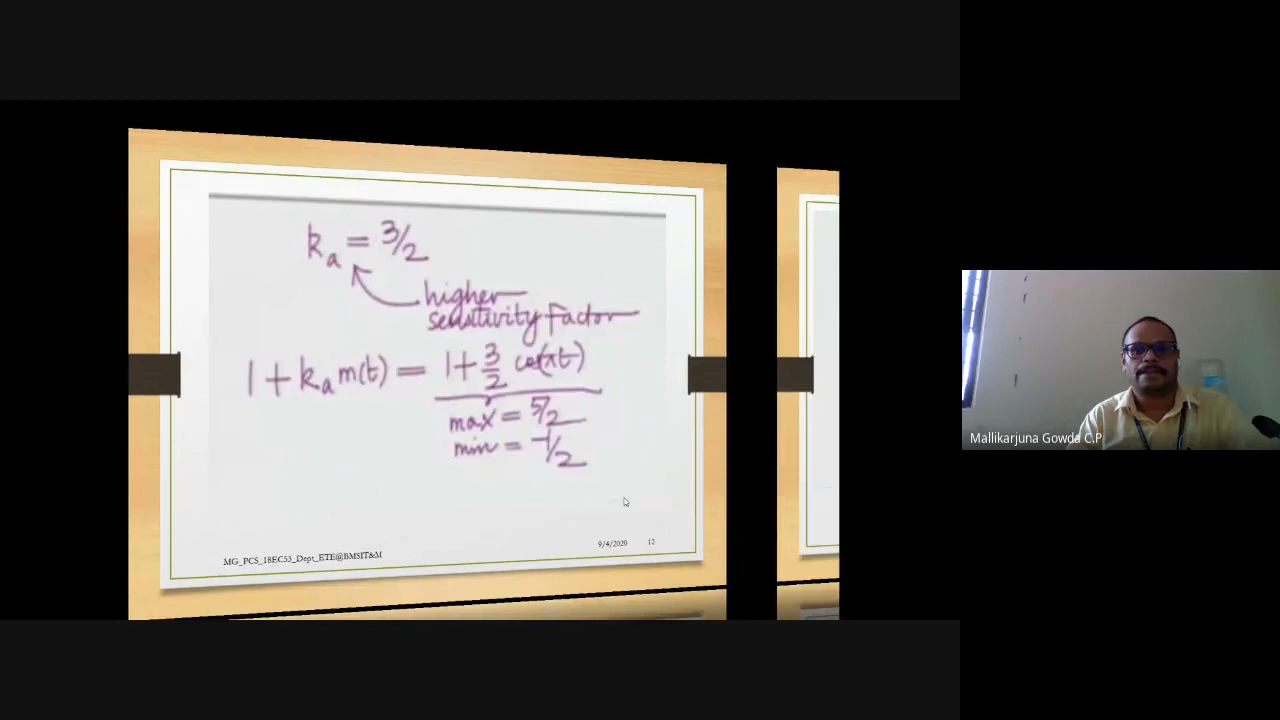 kₐ = 3/2
higher
sensitivity factor
1 + kₐ m(t) = 1 + 3/2 cos(πt)
max = 5/2
min = -1/2
MG_PCS_18EC53_Dept_ETE@BMSIT&M
9/4/2020 12
Mallikarjuna Gowda C.P